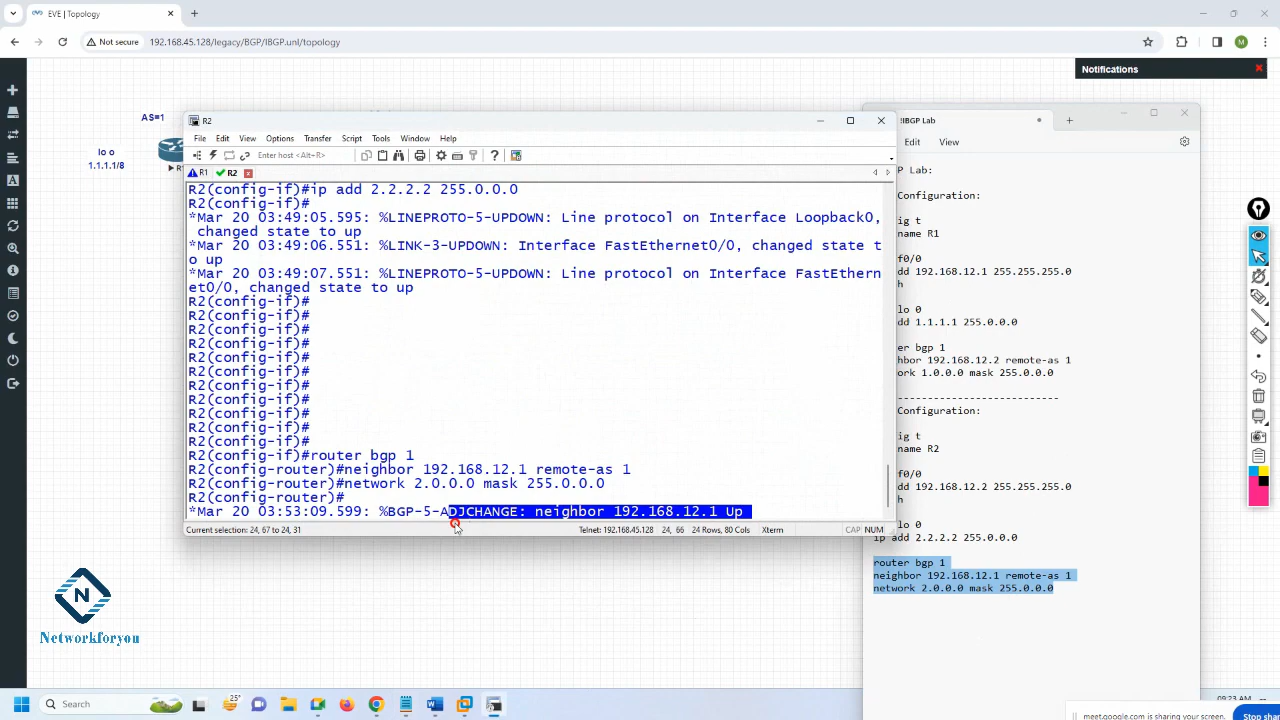 EVE | Topology
Not secure
192.168.45.128/legacy/BGP/IBGP.unl/topology
M
Notifications
AS=1
lo o
1.1.1.1/8
R
R2
File Edit View Options Transfer Script Tools Window Help
Enter host <Alt+R>
R1
R2
R2(config-if)#ip add 2.2.2.2 255.0.0.0
R2(config-if)#
*Mar 20 03:49:05.595: %LINEPROTO-5-UPDOWN: Line protocol on Interface Loopback0,
changed state to up
*Mar 20 03:49:06.551: %LINK-3-UPDOWN: Interface FastEthernet0/0, changed state t
o up
*Mar 20 03:49:07.551: %LINEPROTO-5-UPDOWN: Line protocol on Interface FastEthern
et0/0, changed state to up
R2(config-if)#
R2(config-if)#
R2(config-if)#
R2(config-if)#
R2(config-if)#
R2(config-if)#
R2(config-if)#
R2(config-if)#
R2(config-if)#
R2(config-if)#
R2(config-if)#
R2(config-if)#router bgp 1
R2(config-router)#neighbor 192.168.12.1 remote-as 1
R2(config-router)#network 2.0.0.0 mask 255.0.0.0
R2(config-router)#
*Mar 20 03:53:09.599: %BGP-5-ADJCHANGE: neighbor 192.168.12.1 Up
Current selection: 24, 67 to 24, 31
Telnet: 192.168.45.128
24, 66
24 Rows, 80 Cols
Xterm
CAP NUM
IBGP Lab
Edit View
P Lab:
Configuration:
ig t
name R1
f0/0
add 192.168.12.1 255.255.255.0
h
lo 0
dd 1.1.1.1 255.0.0.0
er bgp 1
hbor 192.168.12.2 remote-as 1
work 1.0.0.0 mask 255.0.0.0
--------------------------
Configuration:
ig t
name R2
f0/0
add 192.168.12.2 255.255.255.0
h
lo 0
ip add 2.2.2.2 255.0.0.0
router bgp 1
neighbor 192.168.12.1 remote-as 1
network 2.0.0.0 mask 255.0.0.0
N
Networkforyou
Search
25°
09:23 AM
meet.google.com is sharing your screen.
Stop sha